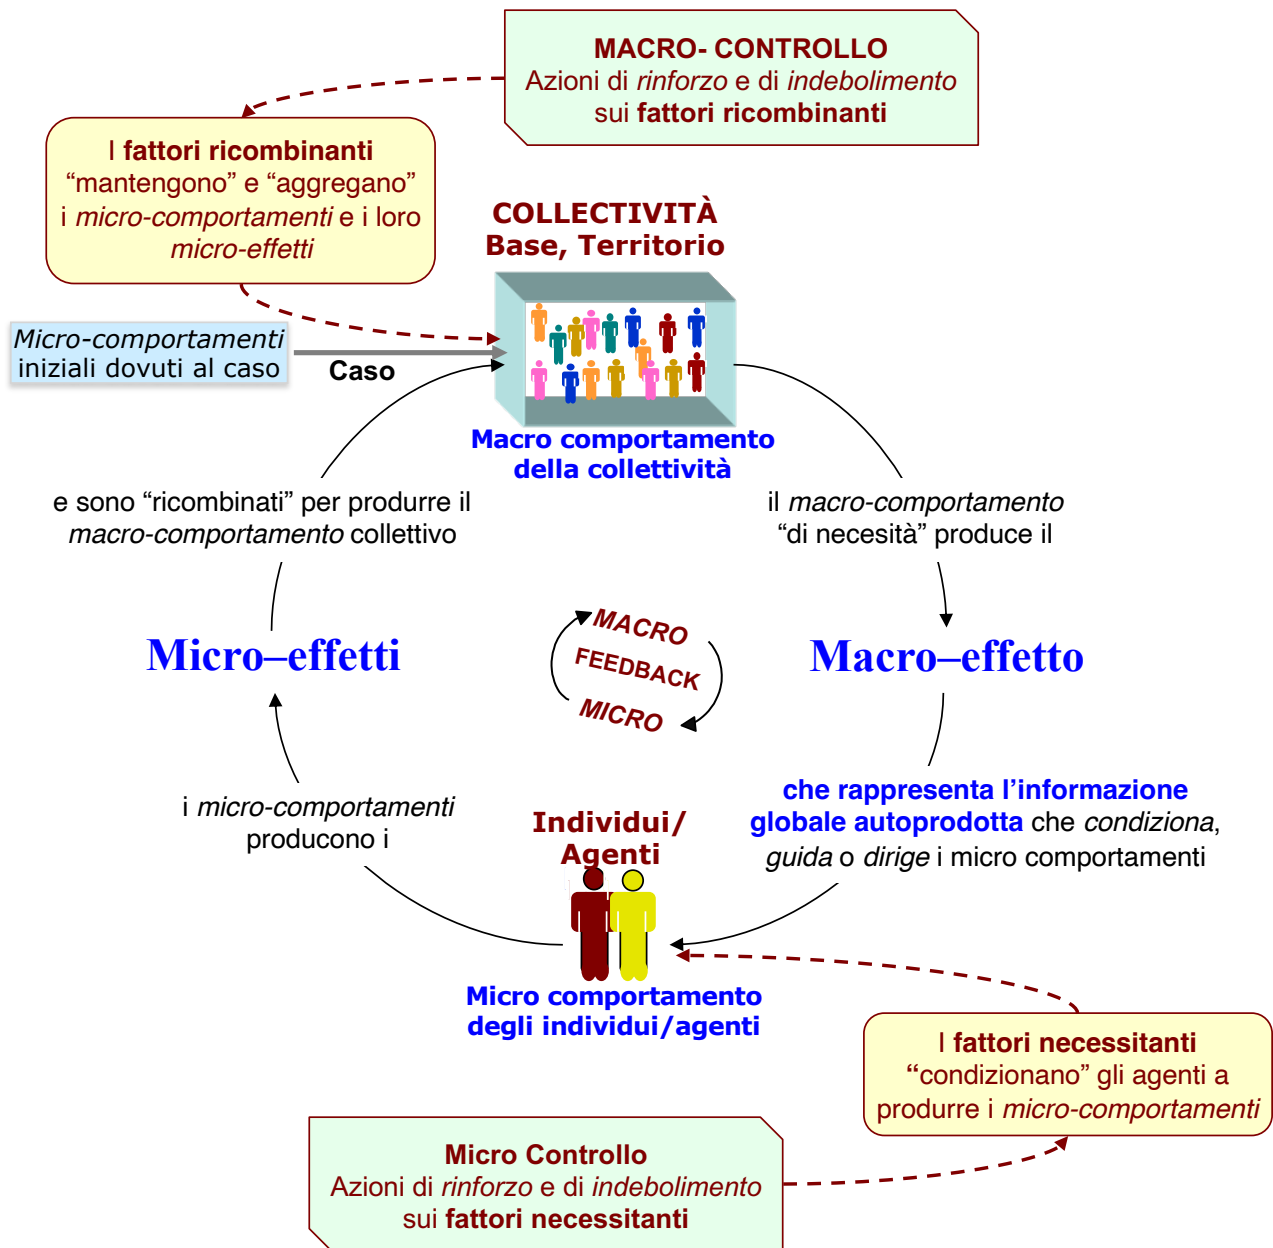 MACRO- CONTROLLO
Azioni di rinforzo e di indebolimento
sui fattori ricombinanti
I fattori ricombinanti
“mantengono” e “aggregano”
i micro-comportamenti e i loro
micro-effetti
COLLECTIVITÀ
Base, Territorio
Micro-comportamenti
iniziali dovuti al caso
Caso
Macro comportamento
della collettività
e sono “ricombinati” per produrre il
macro-comportamento collettivo
il macro-comportamento
“di necesità” produce il
Micro–effetti
MACRO
FEEDBACK
MICRO
Macro–effetto
i micro-comportamenti
producono i
Individui/
Agenti
che rappresenta l’informazione
globale autoprodotta che condiziona,
guida o dirige i micro comportamenti
Micro comportamento
degli individui/agenti
I fattori necessitanti
“condizionano” gli agenti a
produrre i micro-comportamenti
Micro Controllo
Azioni di rinforzo e di indebolimento
sui fattori necessitanti